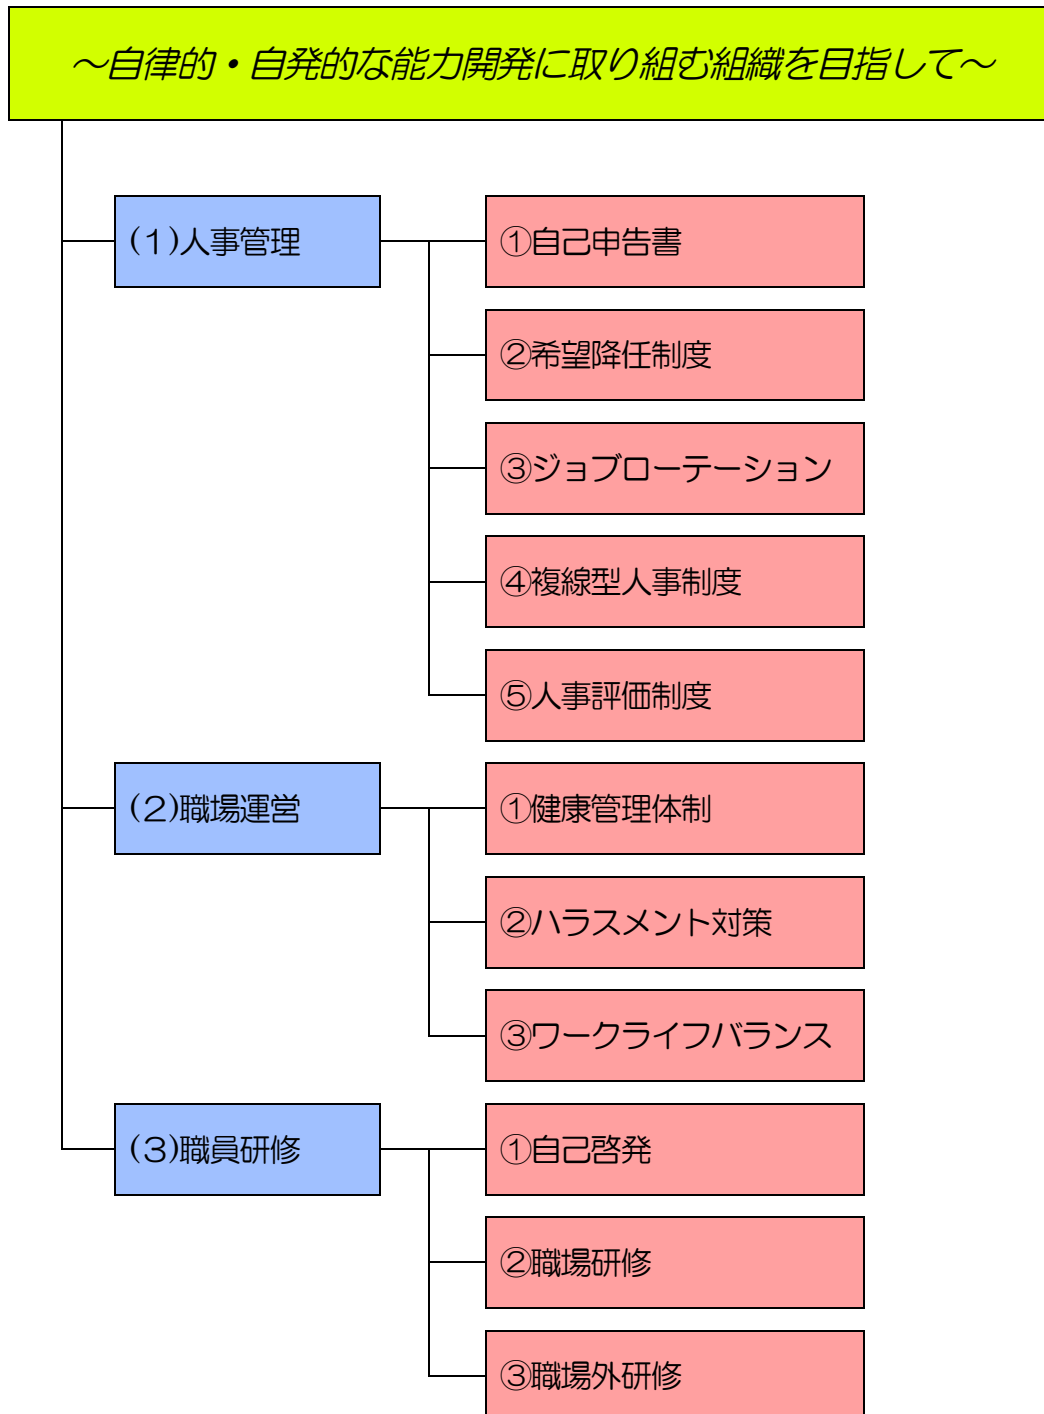 ～自律的・自発的な能力開発に取り組む組織を目指して～
(１)人事管理
①自己申告書
②希望降任制度
③ジョブローテーション
④複線型人事制度
⑤人事評価制度
(２)職場運営
①健康管理体制
②ハラスメント対策
③ワークライフバランス
(３)職員研修
①自己啓発
②職場研修
③職場外研修